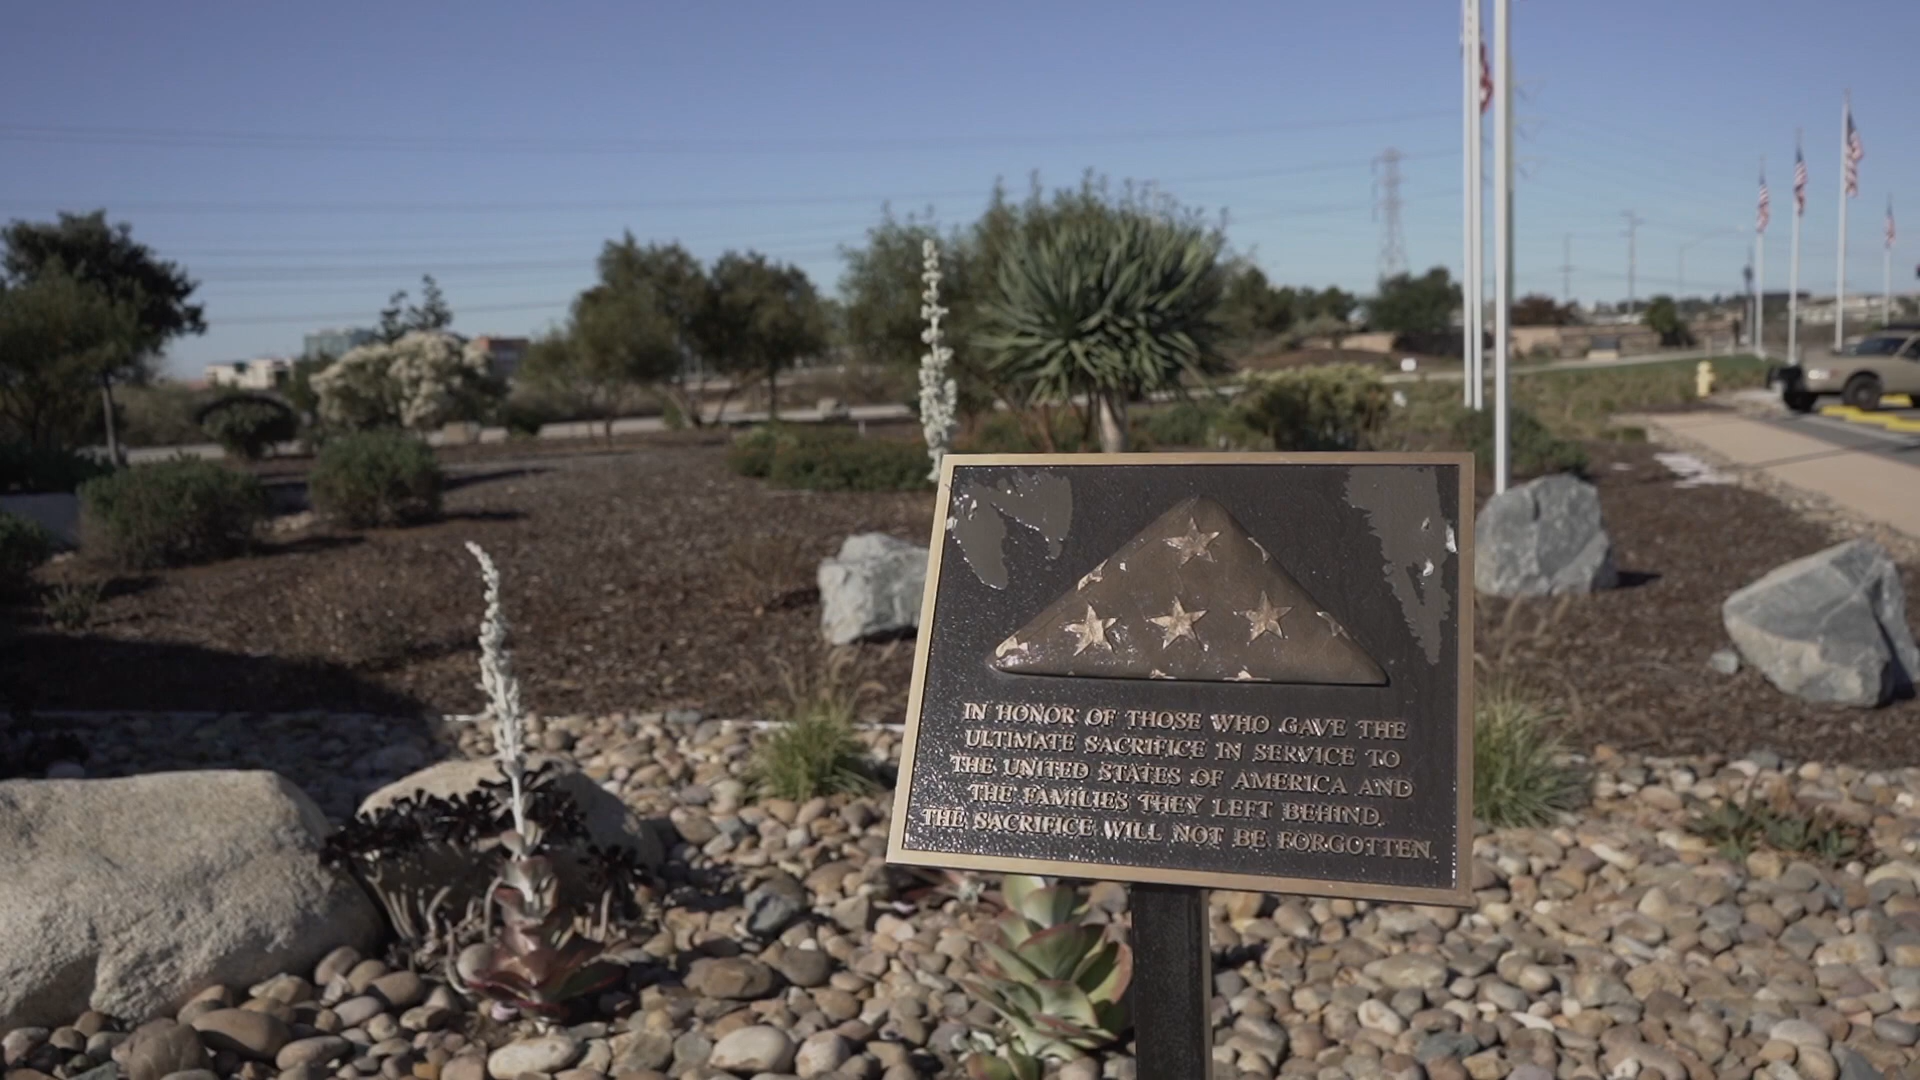 IN HONOR OF THOSE WHO GAVE THE
ULTIMATE SACRIFICE IN SERVICE TO
THE UNITED STATES OF AMERICA AND
THE FAMILIES THEY LEFT BEHIND.
THE SACRIFICE WILL NOT BE FORGOTTEN.